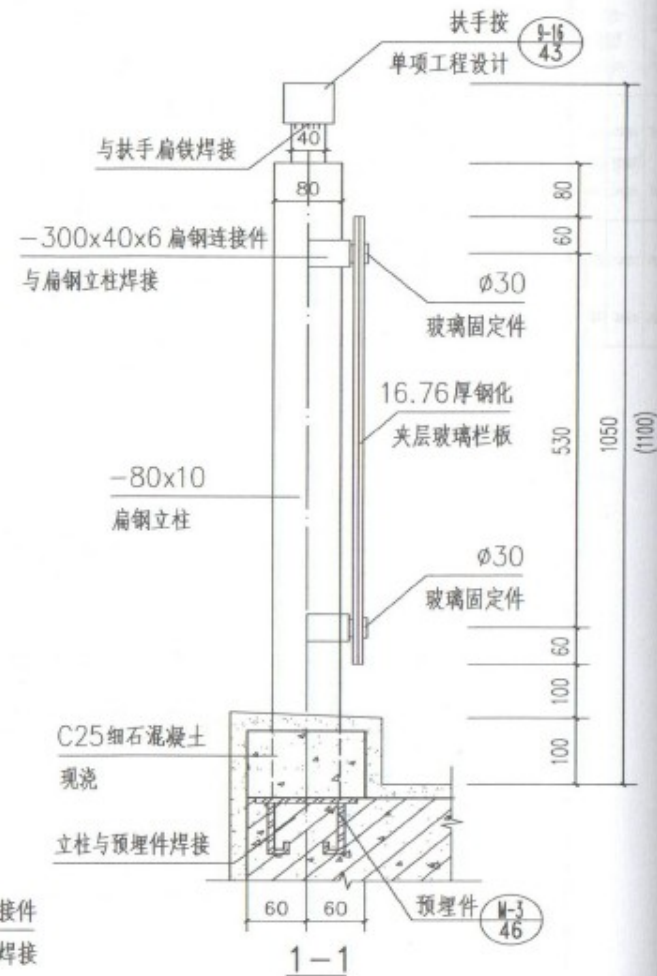 扶手按
单项工程设计
9-16
43
40
与扶手扁铁焊接
80
-300x40x6 扁钢连接件
与扁钢立柱焊接
ø30
玻璃固定件
16.76厚钢化
夹层玻璃栏板
-80x10
扁钢立柱
ø30
玻璃固定件
C25细石混凝土
现浇
立柱与预埋件焊接
80
60
530
60
100
100
1050
(1100)
60
60
预埋件
M-3
46
接件
焊接
1-1